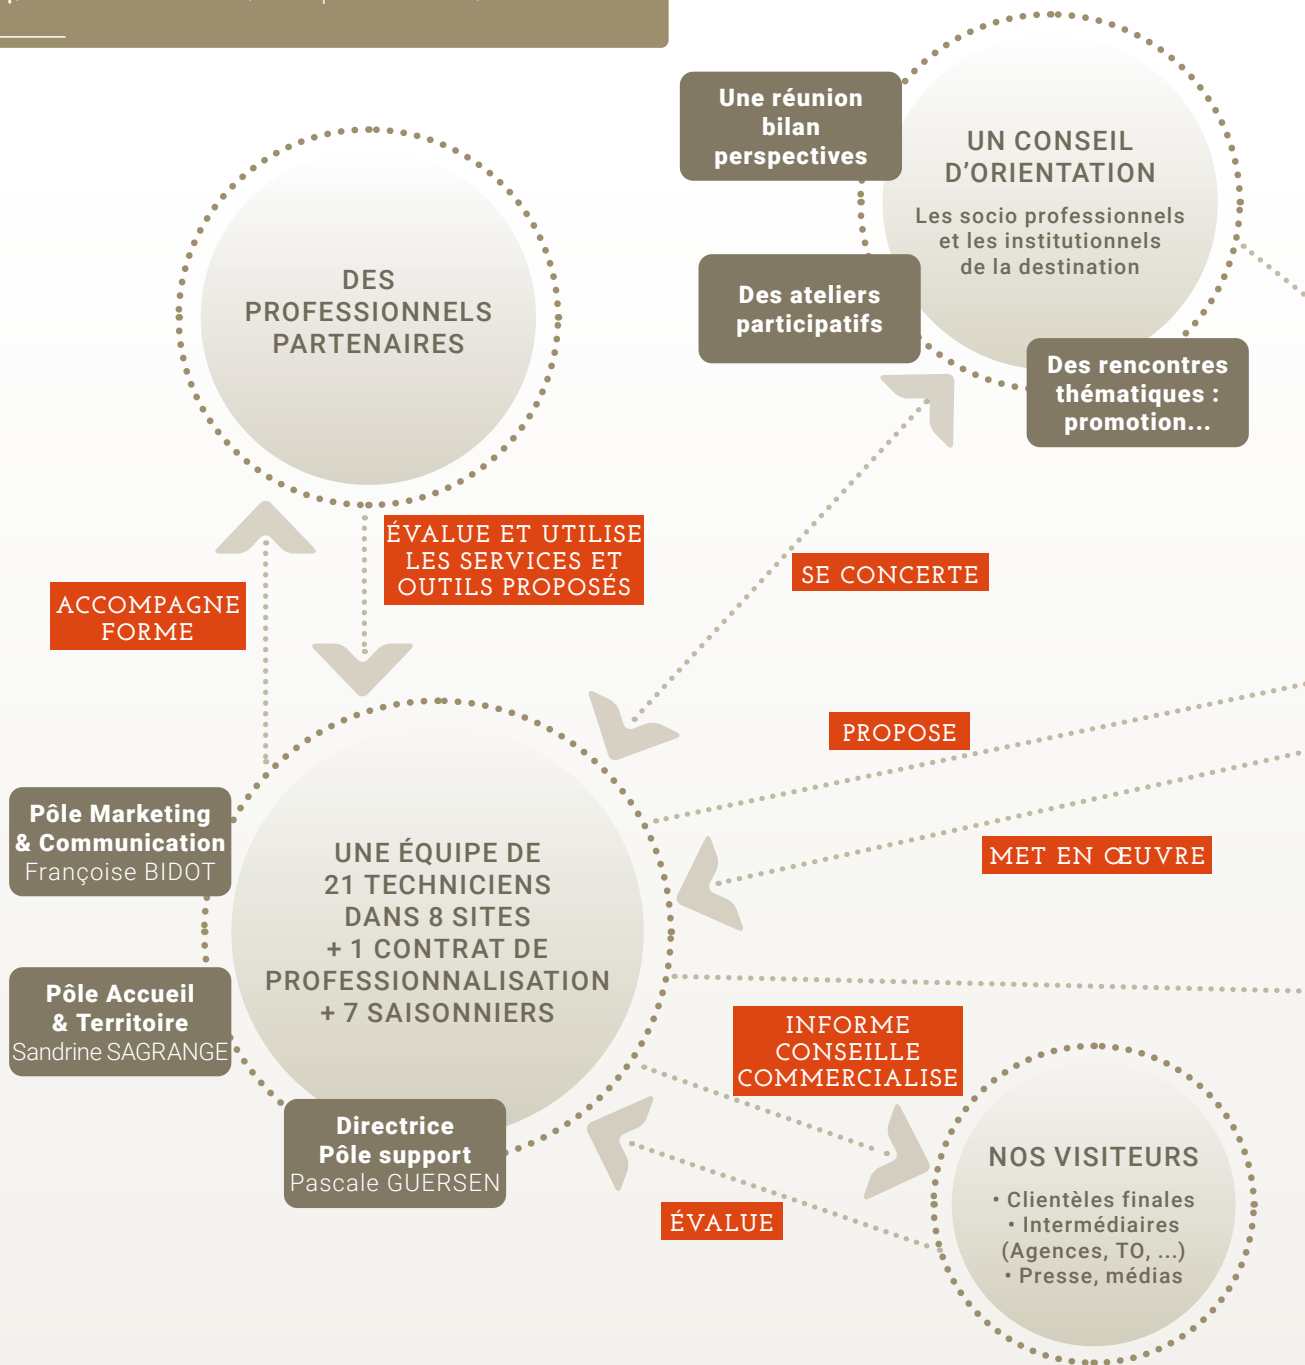 Une réunion
bilan
perspectives
UN CONSEIL
D’ORIENTATION
Les socio professionnels
et les institutionnels
de la destination
Des ateliers
participatifs
Des rencontres
thématiques :
promotion...
DES
PROFESSIONNELS
PARTENAIRES
ÉVALUE ET UTILISE
LES SERVICES ET
OUTILS PROPOSÉS
ACCOMPAGNE
FORME
SE CONCERTE
PROPOSE
MET EN ŒUVRE
Pôle Marketing
& Communication
Françoise BIDOT
UNE ÉQUIPE DE
21 TECHNICIENS
DANS 8 SITES
+ 1 CONTRAT DE
PROFESSIONNALISATION
+ 7 SAISONNIERS
Pôle Accueil
& Territoire
Sandrine SAGRANGE
Directrice
Pôle support
Pascale GUERSEN
INFORME
CONSEILLE
COMMERCIALISE
ÉVALUE
NOS VISITEURS
• Clientèles finales
• Intermédiaires
(Agences, TO, ...)
• Presse, médias